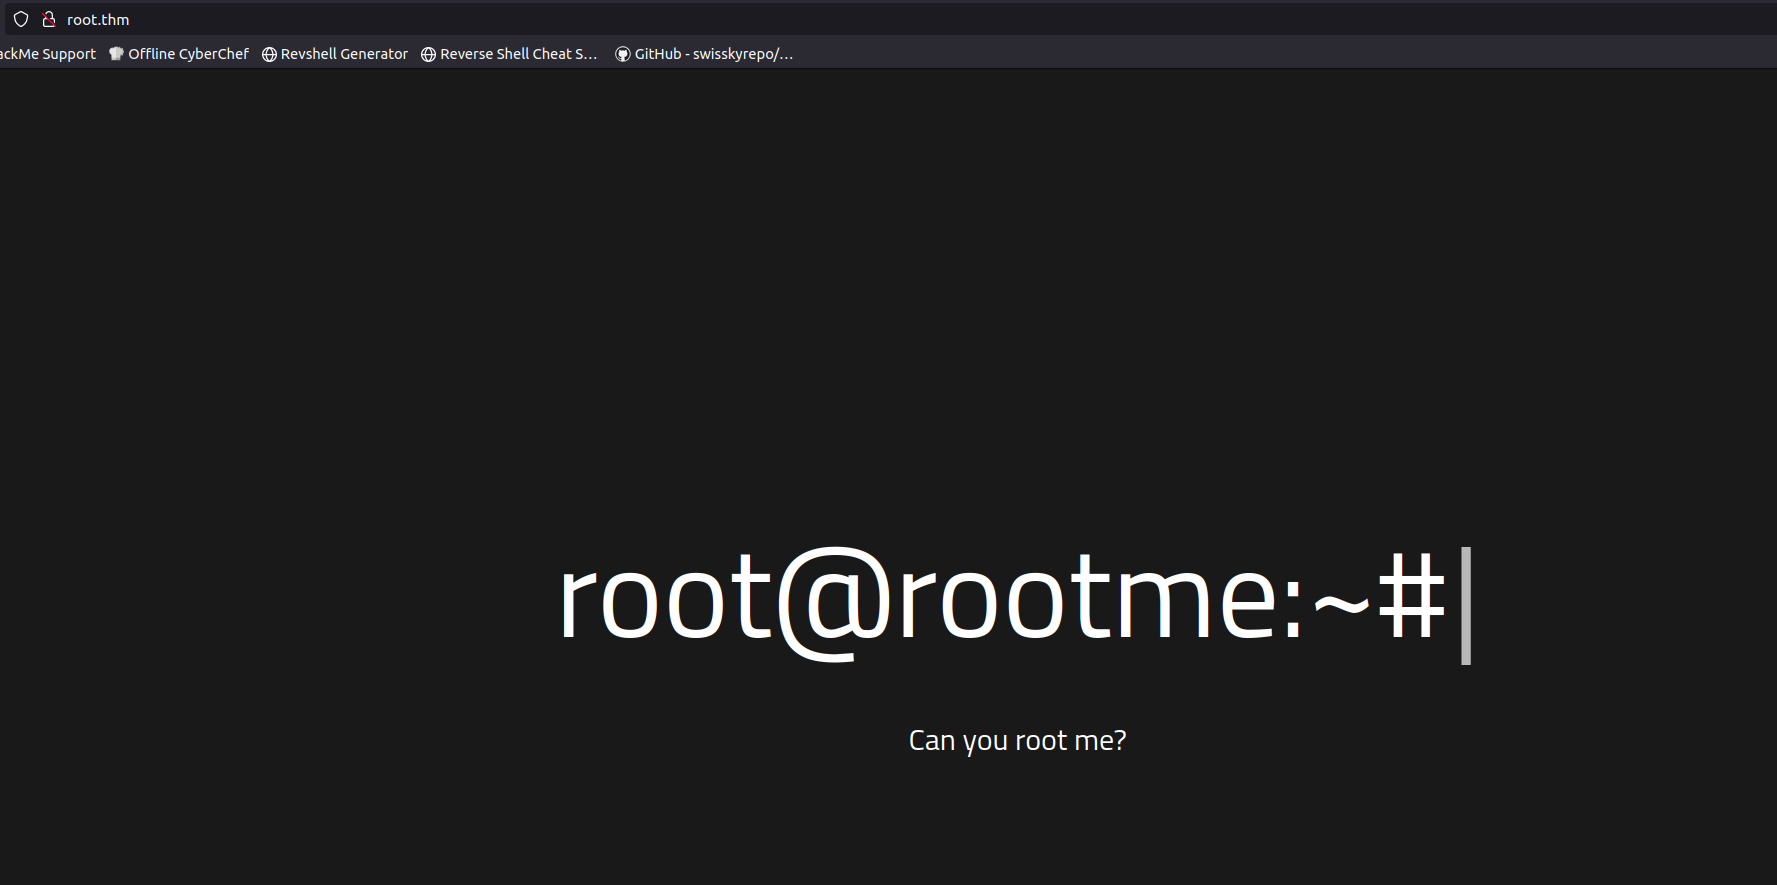 root.thm
ackMe Support Offline CyberChef Revshell Generator Reverse Shell Cheat S... GitHub - swisskyrepo/...
root@rootme:~#
Can you root me?